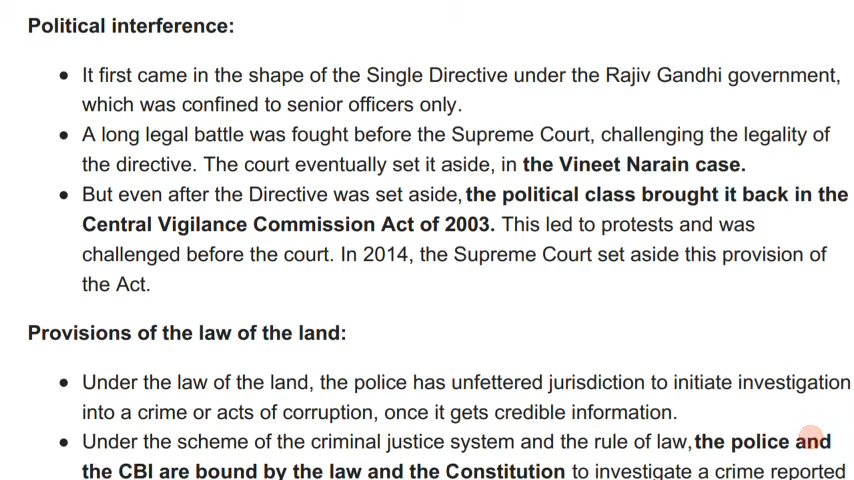 Political interference:
● It first came in the shape of the Single Directive under the Rajiv Gandhi government,
which was confined to senior officers only.
● A long legal battle was fought before the Supreme Court, challenging the legality of
the directive. The court eventually set it aside, in the Vineet Narain case.
● But even after the Directive was set aside, the political class brought it back in the
Central Vigilance Commission Act of 2003. This led to protests and was
challenged before the court. In 2014, the Supreme Court set aside this provision of
the Act.
Provisions of the law of the land:
● Under the law of the land, the police has unfettered jurisdiction to initiate investigation
into a crime or acts of corruption, once it gets credible information.
● Under the scheme of the criminal justice system and the rule of law, the police and
the CBI are bound by the law and the Constitution to investigate a crime reported